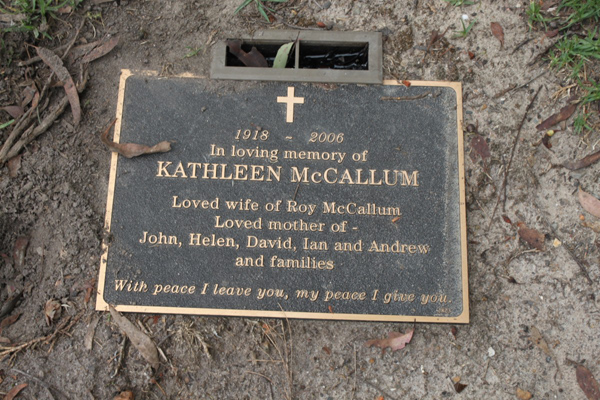 1918 - 2006
In loving memory of
KATHLEEN McCALLUM
Loved wife of Roy McCallum
Loved mother of -
John, Helen, David, Ian and Andrew
and families
With peace I leave you, my peace I give you.